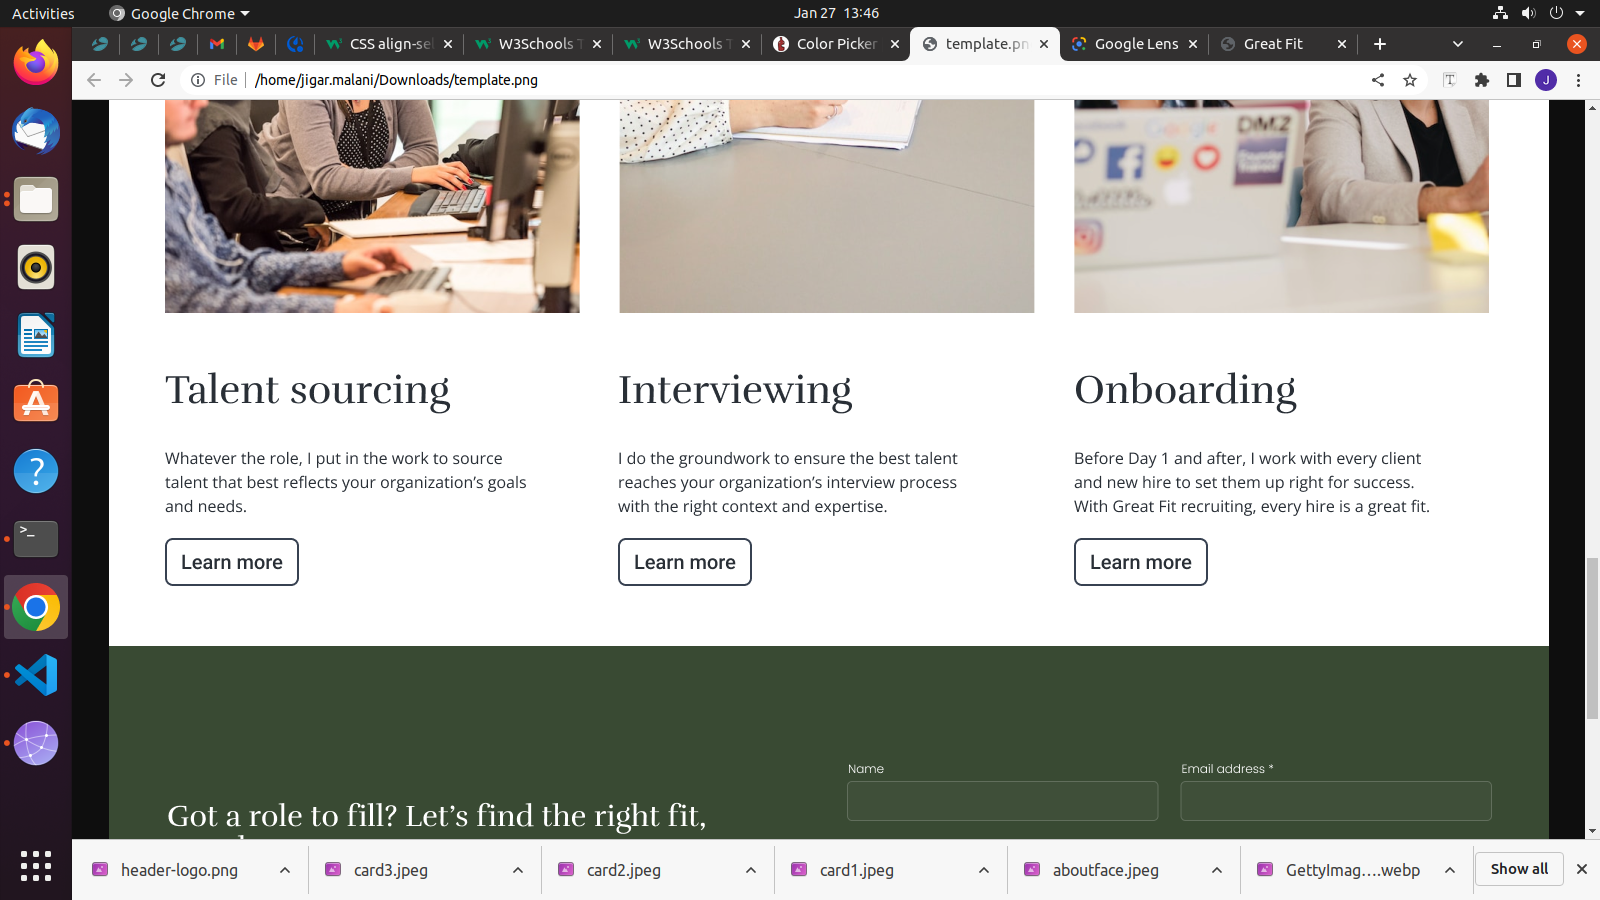 Activities
Google Chrome
Jan 27 13:46
CSS align-sel
W3Schools T
W3Schools T
Color Picker
template.pn
Google Lens
Great Fit
File
/home/jigar.malani/Downloads/template.png
J
Google
DMZ
Talent sourcing
Interviewing
Onboarding
Whatever the role, I put in the work to source
talent that best reflects your organization’s goals
and needs.
I do the groundwork to ensure the best talent
reaches your organization’s interview process
with the right context and expertise.
Before Day 1 and after, I work with every client
and new hire to set them up right for success.
With Great Fit recruiting, every hire is a great fit.
Learn more
Learn more
Learn more
Name
Email address *
Got a role to fill? Let’s find the right fit,
header-logo.png
card3.jpeg
card2.jpeg
card1.jpeg
aboutface.jpeg
GettyImag….webp
Show all